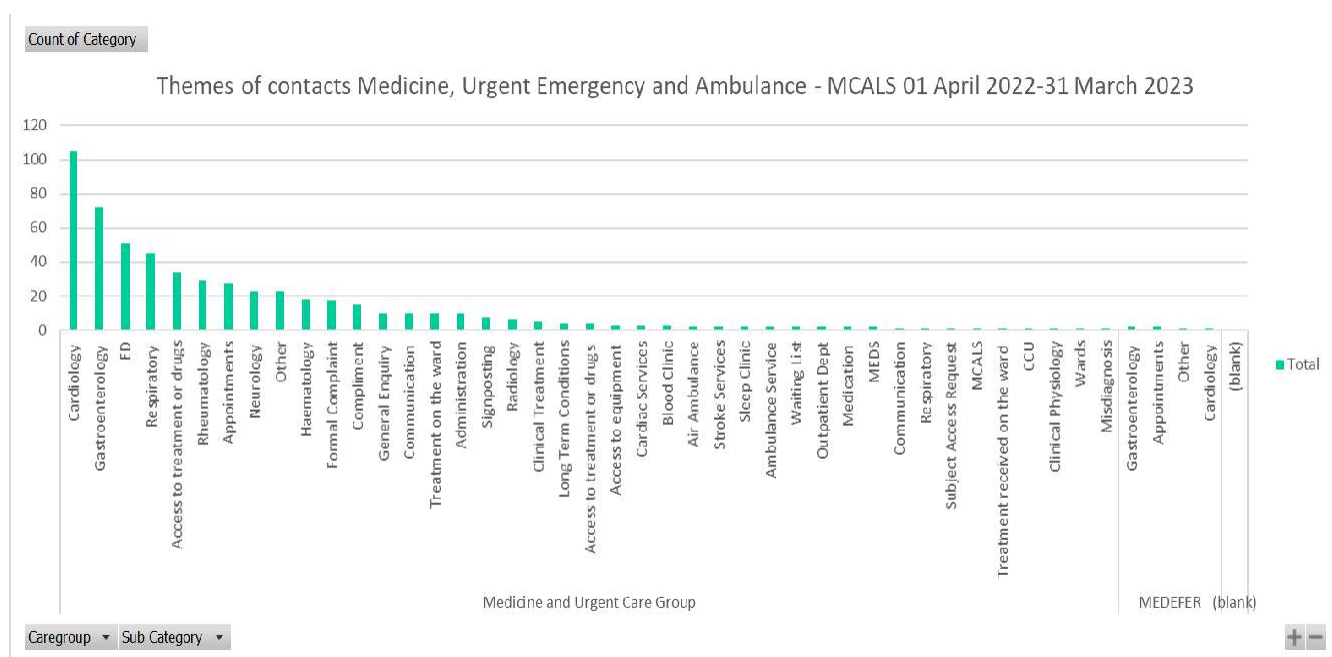 Count of Category
Themes of contacts Medicine, Urgent Emergency and Ambulance - MCALS 01 April 2022-31 March 2023
120
100
80
60
40
20
0
Cardiology
Gastroenterology
ED
Respiratory
Access to treatment or drugs
Rheumatology
Appointments
Neurology
Other
Haematology
Formal Complaint
Compliment
General Enquiry
Communication
Treatment on the ward
Administration
Signposting
Radiology
Clinical Treatment
Long Term Conditions
Access to treatment or drugs
Access to equipment
Cardiac Services
Blood Clinic
Air Ambulance
Stroke Services
Sleep Clinic
Ambulance Service
Waiting List
Outpatient Dept
Medication
MEDS
Communication
Respiratory
Subject Access Request
MCALS
Treatment received on the ward
CCU
Clinical Physiology
Wards
Misdiagnosis
Gastroenterology
Appointments
Other
Cardiology
(blank)
Total
Medicine and Urgent Care Group
MEDEFER
(blank)
Caregroup
Sub Category